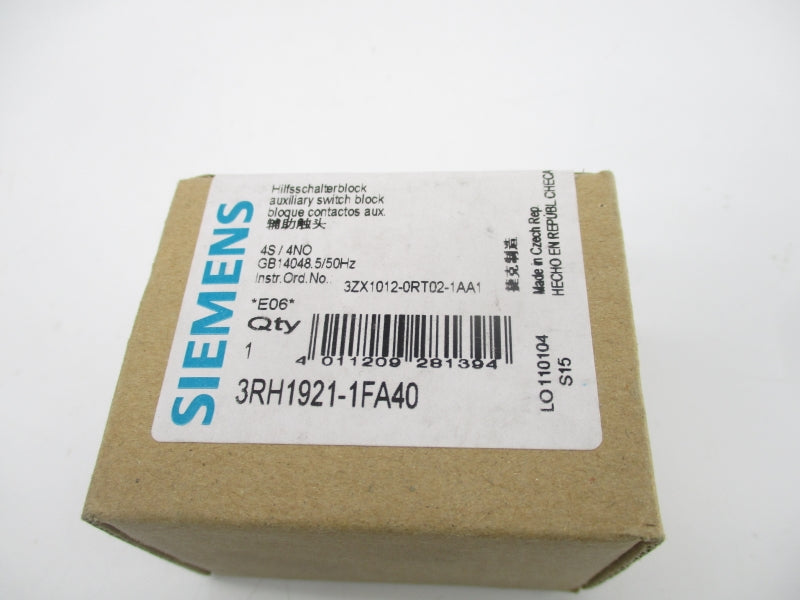 SIEMENS
Hilfsschalterblock
auxiliary switch block
bloque contactos aux.
辅助触头
4S / 4NO
GB14048.5/50Hz
Instr.Ord.No.: 3ZX1012-0RT02-1AA1
*E06*
Qty
1
4 011209 281394
3RH1921-1FA40
捷克制造
Made in Czech Rep.
HECHO EN REPUBL.CHECA
LO 110104
S15